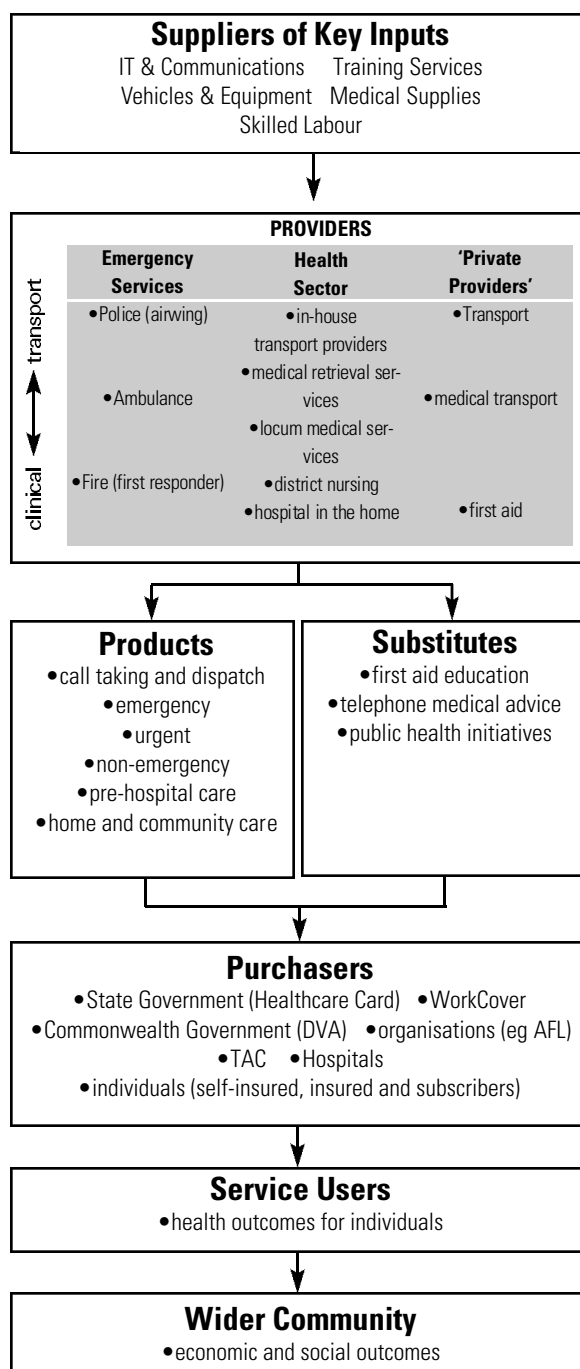 Suppliers of Key Inputs
IT & Communications Training Services
Vehicles & Equipment Medical Supplies
Skilled Labour
PROVIDERS
clinical transport
Emergency
Services
•Police (airwing)
•Ambulance
•Fire (first responder)
Health
Sector
•in-house
transport providers
•medical retrieval ser-
vices
•locum medical ser-
vices
•district nursing
•hospital in the home
'Private
Providers'
•Transport
•medical transport
•first aid
Products
•call taking and dispatch
•emergency
•urgent
•non-emergency
•pre-hospital care
•home and community care
Substitutes
•first aid education
•telephone medical advice
•public health initiatives
Purchasers
•State Government (Healthcare Card) •WorkCover
•Commonwealth Government (DVA) •organisations (eg AFL)
•TAC •Hospitals
•individuals (self-insured, insured and subscribers)
Service Users
•health outcomes for individuals
Wider Community
•economic and social outcomes